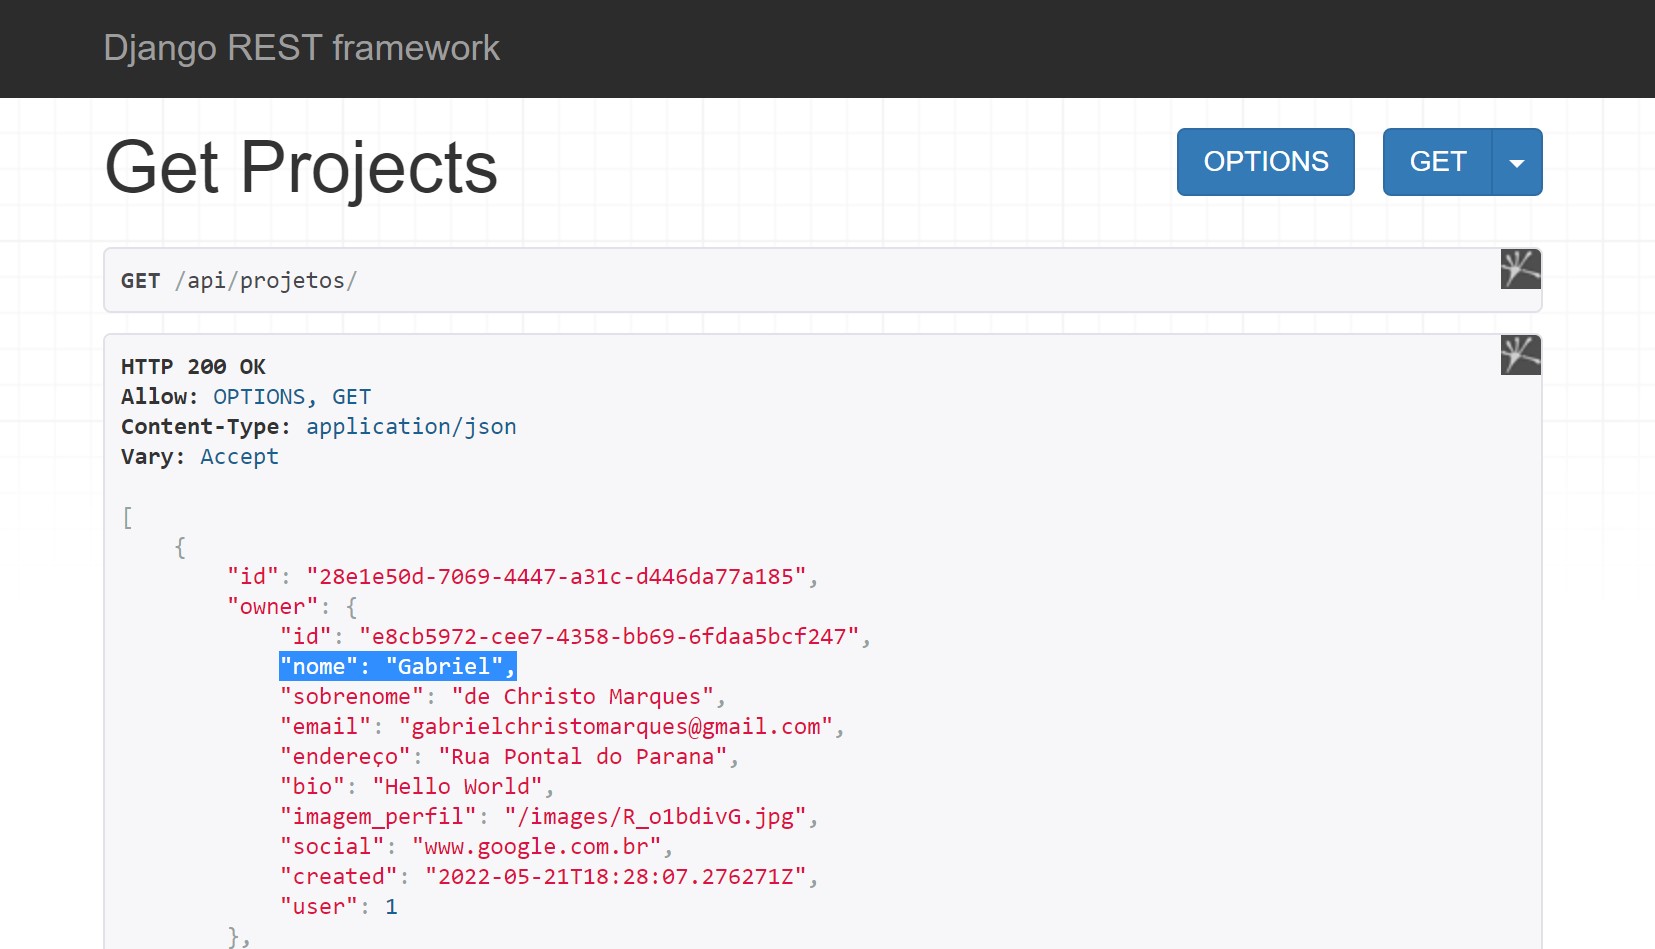 Django REST framework
Get Projects
OPTIONS
GET
GET /api/projetos/
HTTP 200 OK
Allow: OPTIONS, GET
Content-Type: application/json
Vary: Accept
[
{
"id": "28e1e50d-7069-4447-a31c-d446da77a185",
"owner": {
"id": "e8cb5972-cee7-4358-bb69-6fdaa5bcf247",
"nome": "Gabriel",
"sobrenome": "de Christo Marques",
"email": "gabrielchristomarques@gmail.com",
"endereço": "Rua Pontal do Parana",
"bio": "Hello World",
"imagem_perfil": "/images/R_o1bdivG.jpg",
"social": "www.google.com.br",
"created": "2022-05-21T18:28:07.276271Z",
"user": 1
},